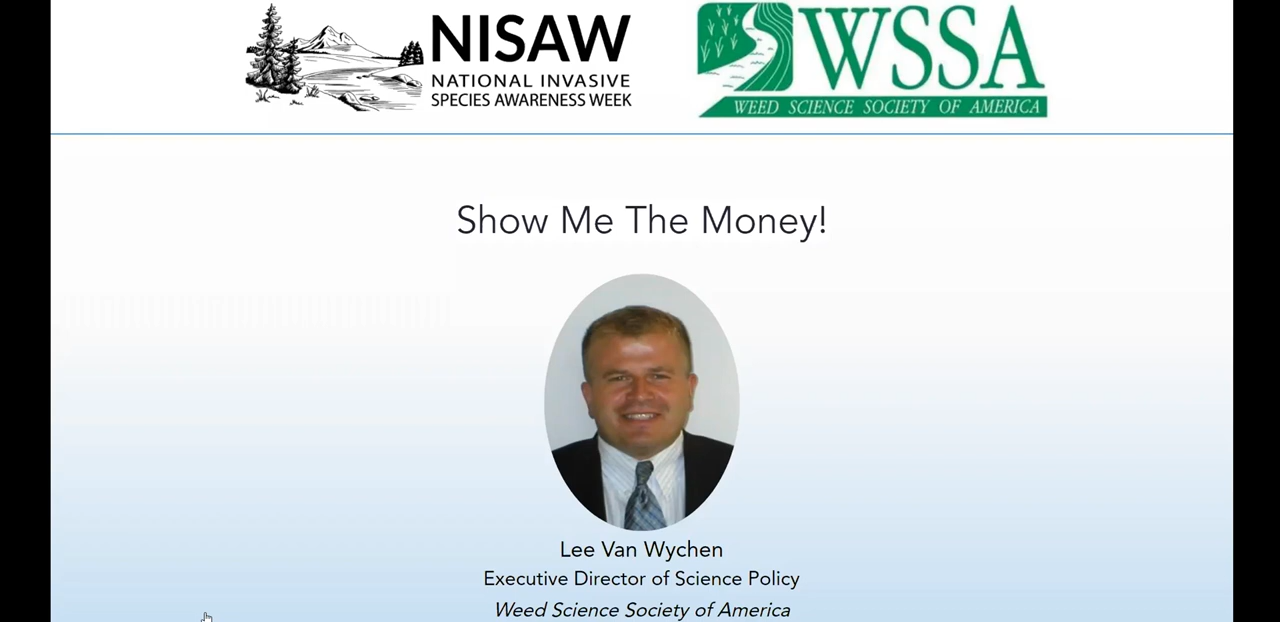 NISAW
NATIONAL INVASIVE
SPECIES AWARENESS WEEK
WSSA
WEED SCIENCE SOCIETY OF AMERICA
Show Me The Money!
Lee Van Wychen
Executive Director of Science Policy
Weed Science Society of America